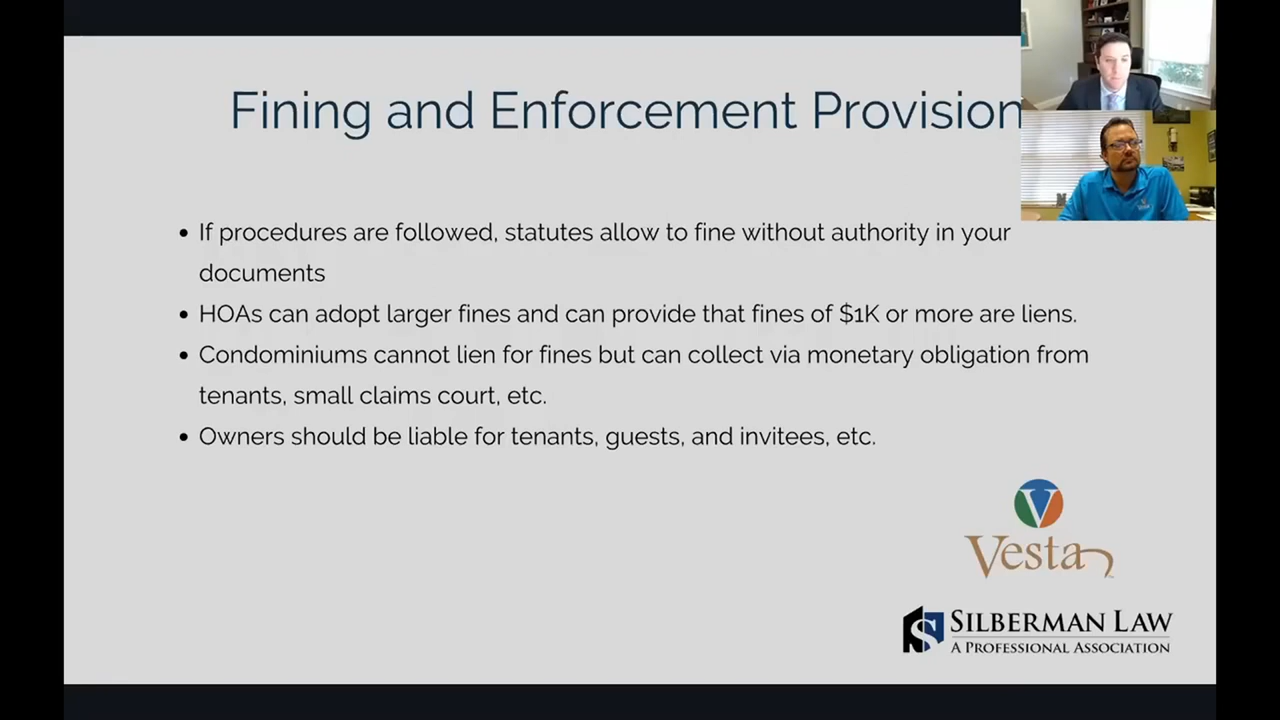 Fining and Enforcement Provision
• If procedures are followed, statutes allow to fine without authority in your
documents
• HOAs can adopt larger fines and can provide that fines of $1K or more are liens.
• Condominiums cannot lien for fines but can collect via monetary obligation from
tenants, small claims court, etc.
• Owners should be liable for tenants, guests, and invitees, etc.
V
Vesta
S
SILBERMAN LAW
A PROFESSIONAL ASSOCIATION